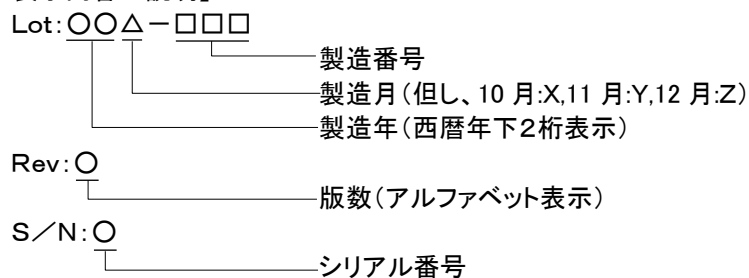 Lot:○○△-□□□
製造番号
製造月(但し、10 月:X,11 月:Y,12 月:Z)
製造年(西暦年下2桁表示)
Rev:○
版数(アルファベット表示)
S/N:○
シリアル番号